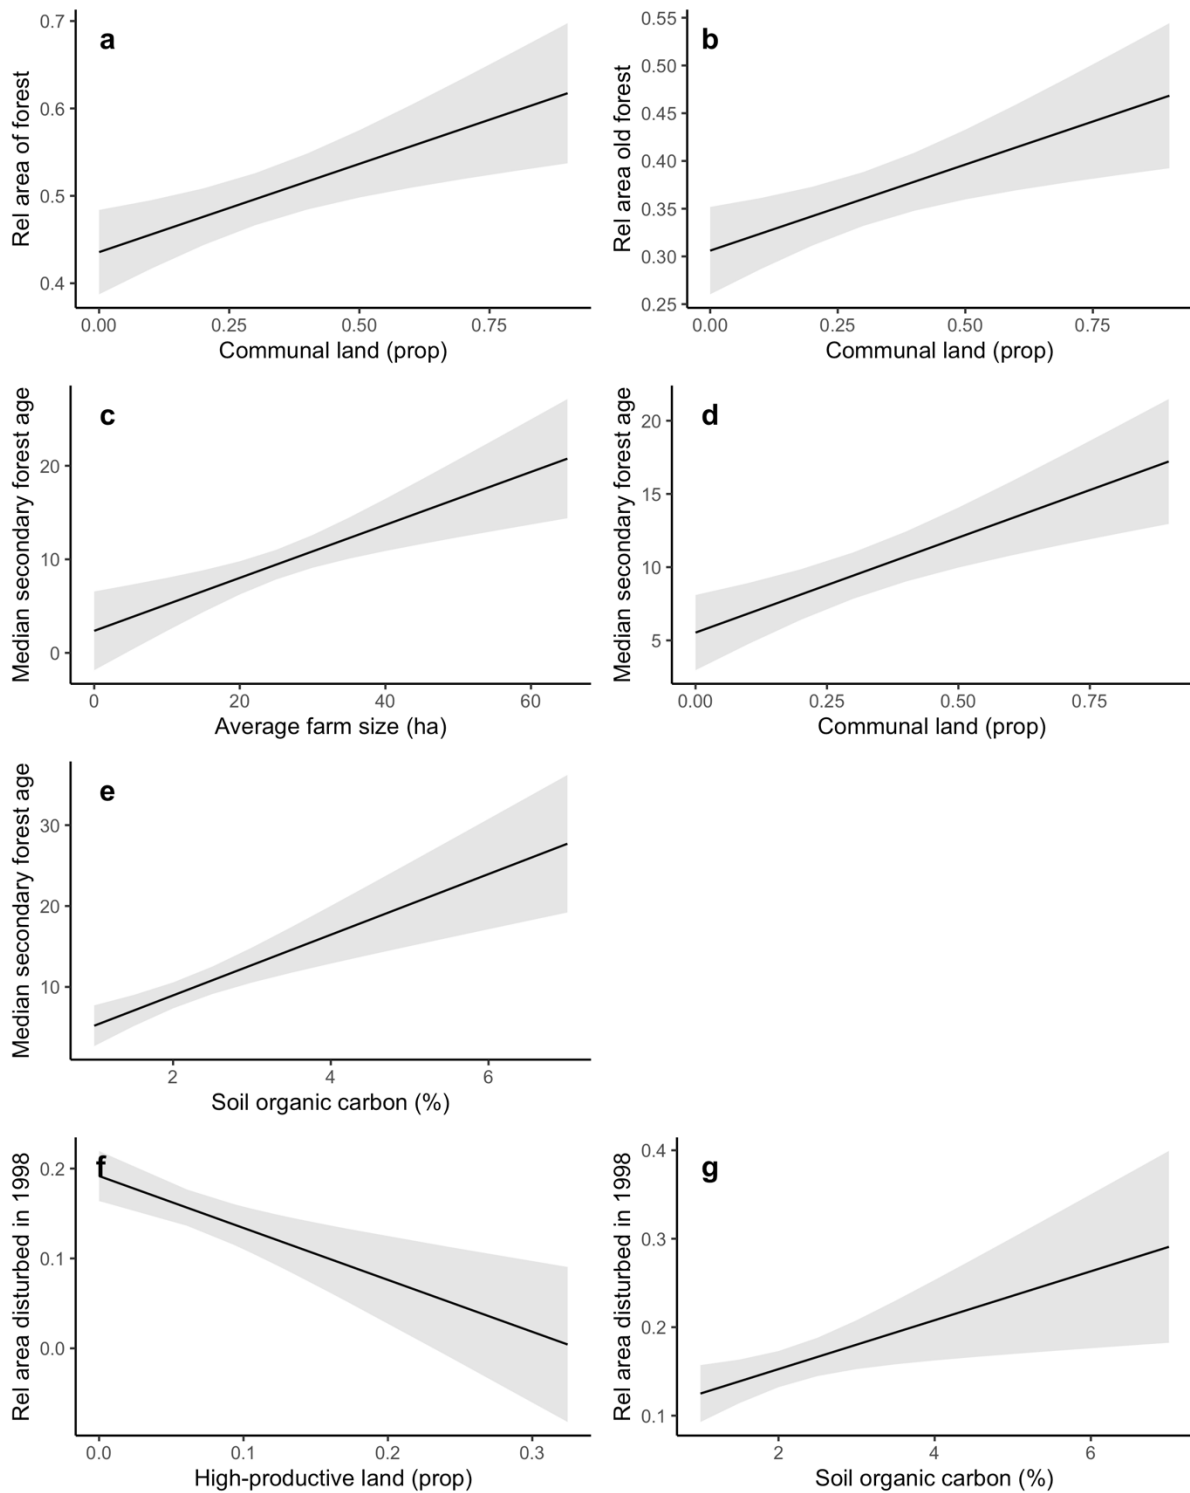 a
Rel area of forest
0.7
0.6
0.5
0.4
0.00 0.25 0.50 0.75
Communal land (prop)
b
Rel area old forest
0.55
0.50
0.45
0.40
0.35
0.30
0.25
0.00 0.25 0.50 0.75
Communal land (prop)
c
Median secondary forest age
20
10
0
0 20 40 60
Average farm size (ha)
d
Median secondary forest age
20
15
10
5
0.00 0.25 0.50 0.75
Communal land (prop)
e
Median secondary forest age
30
20
10
2 4 6
Soil organic carbon (%)
f
Rel area disturbed in 1998
0.2
0.1
0.0
0.0 0.1 0.2 0.3
High-productive land (prop)
g
Rel area disturbed in 1998
0.4
0.3
0.2
0.1
2 4 6
Soil organic carbon (%)